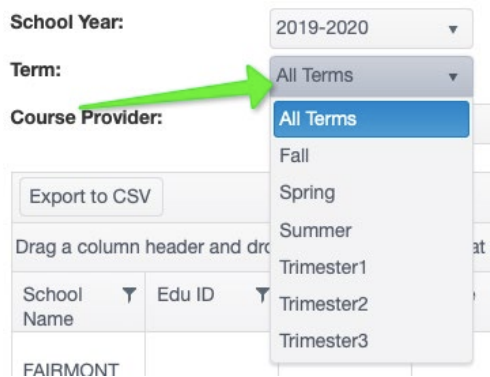 School Year:
2019-2020
Term:
All Terms
Course Provider:
All Terms
Fall
Spring
Summer
Trimester1
Trimester2
Trimester3
Export to CSV
Drag a column header and
School Name
Edu ID
FAIRMONT